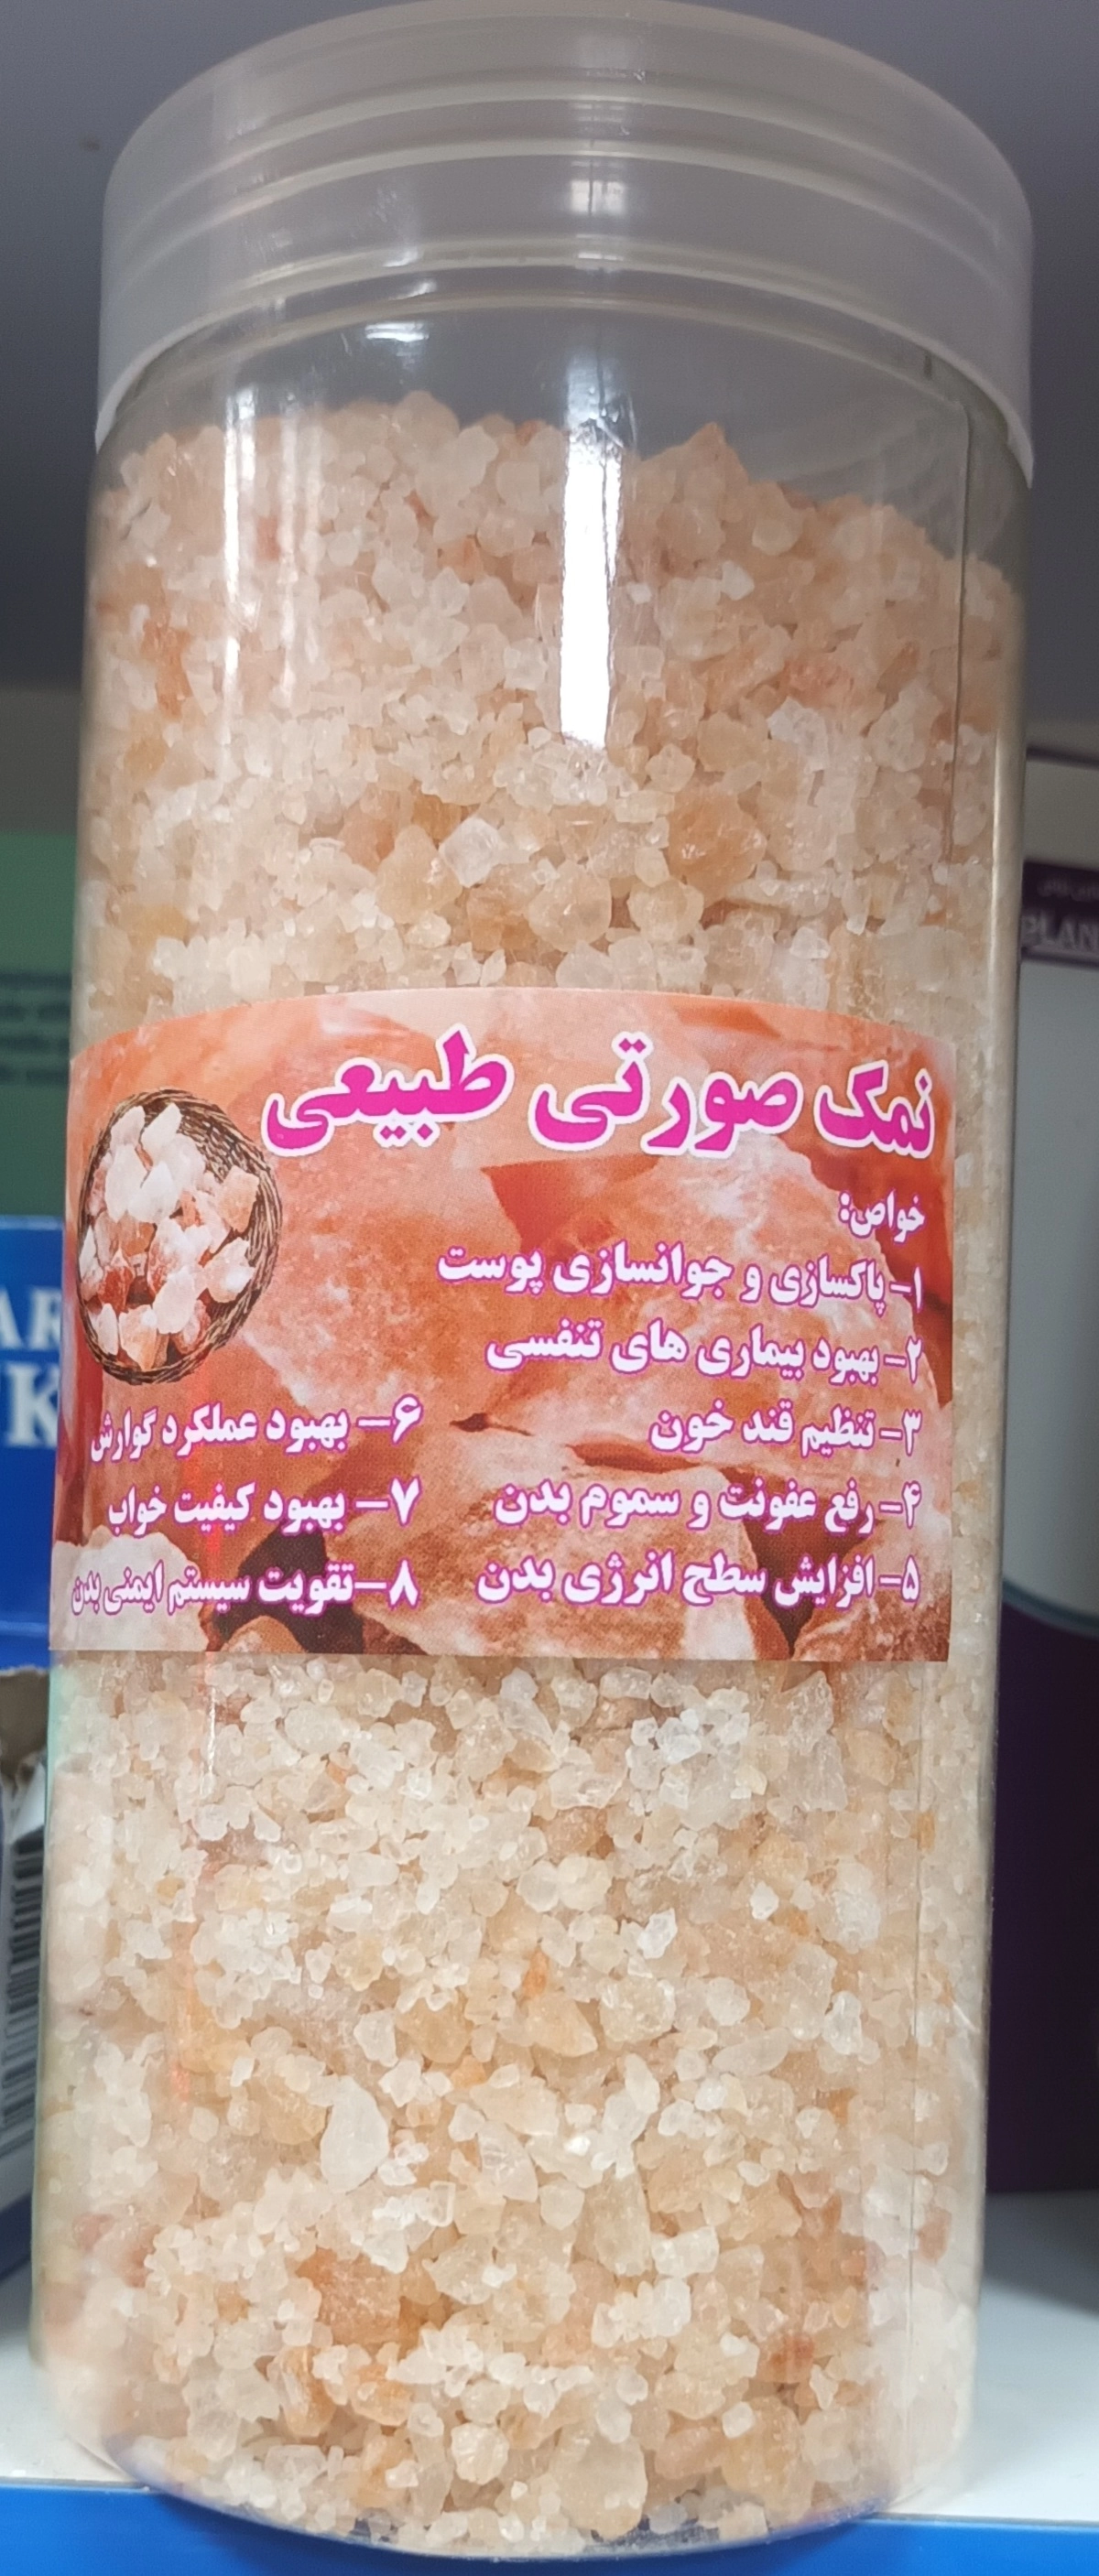 نمک صورتی طبیعی
خواص:
۱- پاکسازی و جوانسازی پوست
۲- بهبود بیماری های تنفسی
۳- تنظیم قند خون
۴- رفع عفونت و سموم بدن
۵- افزایش سطح انرژی بدن
۶- بهبود عملکرد گوارش
۷- بهبود کیفیت خواب
۸- تقویت سیستم ایمنی بدن